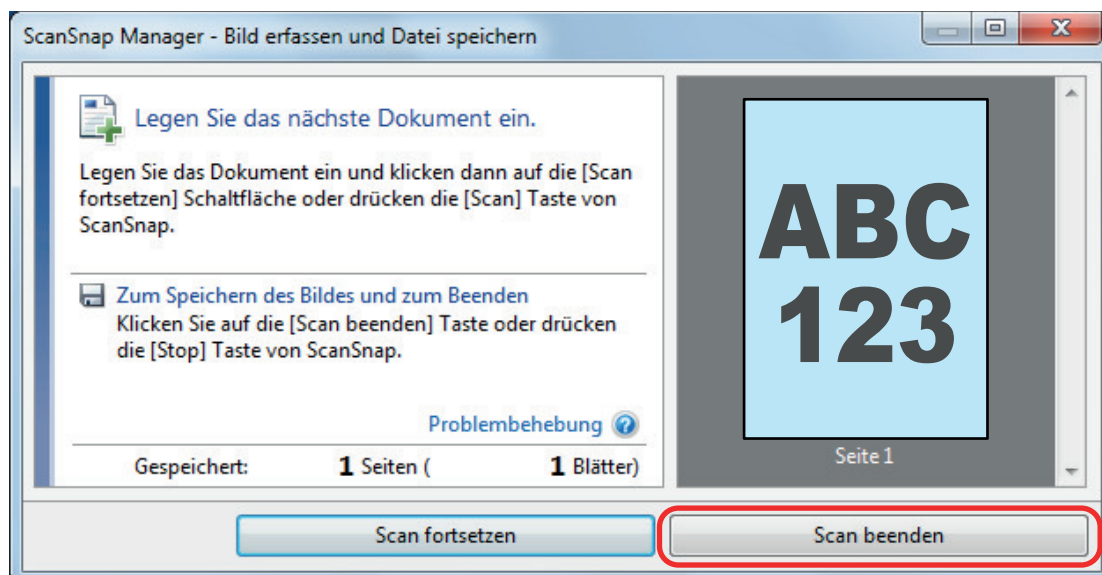 ScanSnap Manager - Bild erfassen und Datei speichern
Legen Sie das nächste Dokument ein.
Legen Sie das Dokument ein und klicken dann auf die [Scan
fortsetzen] Schaltfläche oder drücken die [Scan] Taste von
ScanSnap.
Zum Speichern des Bildes und zum Beenden
Klicken Sie auf die [Scan beenden] Taste oder drücken
die [Stop] Taste von ScanSnap.
Problembehebung
Gespeichert: 1 Seiten ( 1 Blätter)
ABC
123
Seite 1
Scan fortsetzen
Scan beenden